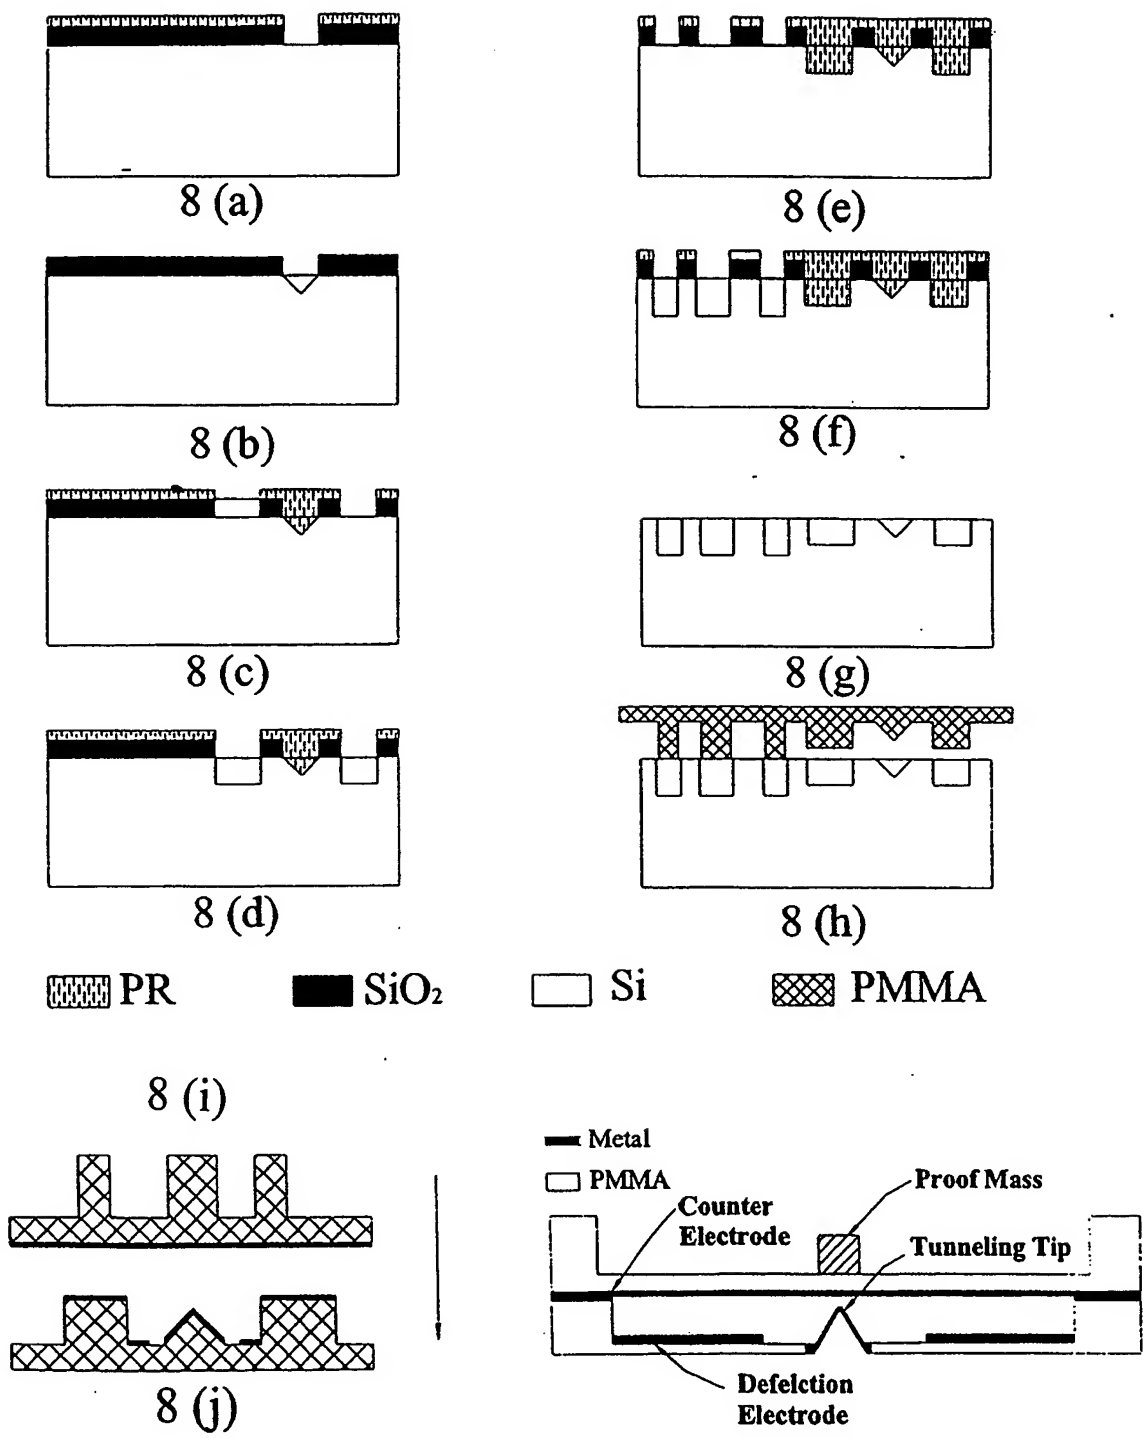 8 (a)
8 (b)
8 (c)
8 (d)
8 (e)
8 (f)
8 (g)
8 (h)
PR
SiO₂
Si
PMMA
8 (i)
8 (j)
Metal
PMMA
Counter
Electrode
Proof Mass
Tunneling Tip
Defelction
Electrode